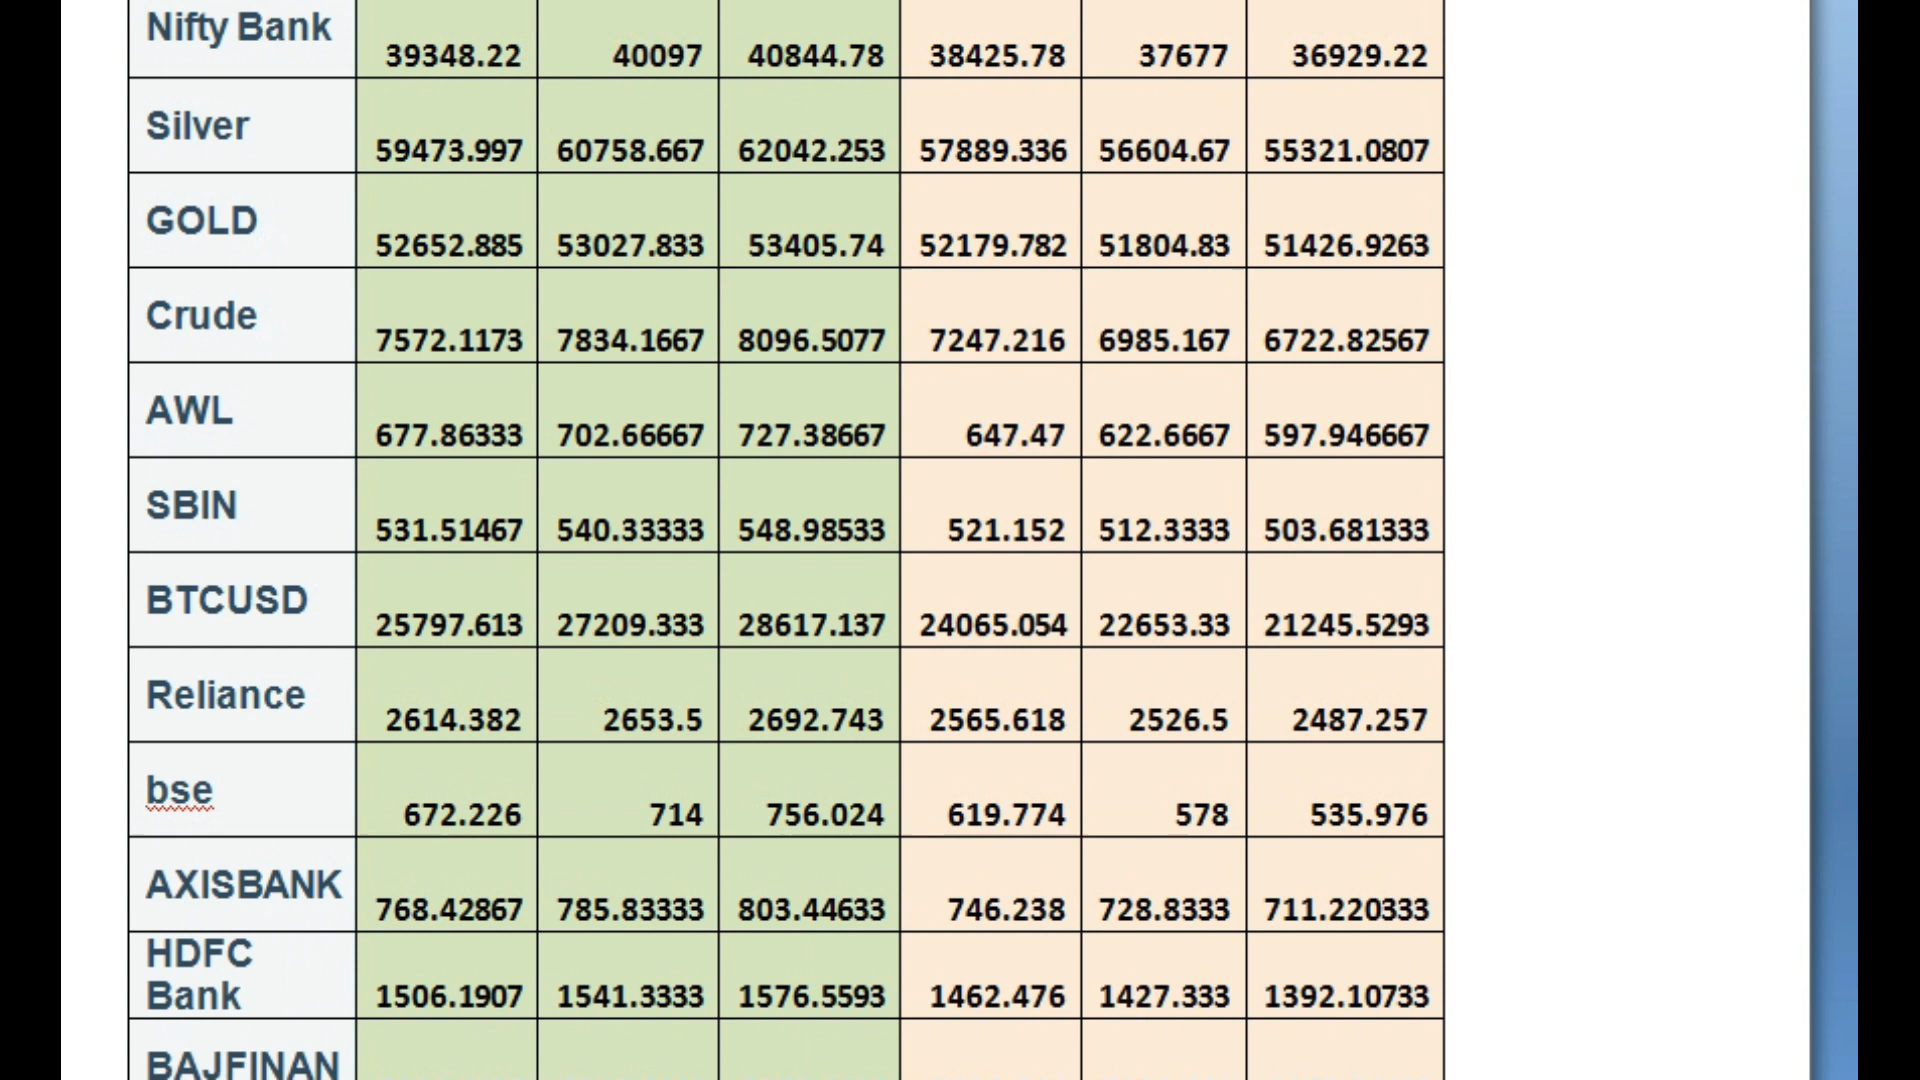 Nifty Bank 39348.22 40097 40844.78 38425.78 37677 36929.22
Silver 59473.997 60758.667 62042.253 57889.336 56604.67 55321.0807
GOLD 52652.885 53027.833 53405.74 52179.782 51804.83 51426.9263
Crude 7572.1173 7834.1667 8096.5077 7247.216 6985.167 6722.82567
AWL 677.86333 702.66667 727.38667 647.47 622.6667 597.946667
SBIN 531.51467 540.33333 548.98533 521.152 512.3333 503.681333
BTCUSD 25797.613 27209.333 28617.137 24065.054 22653.33 21245.5293
Reliance 2614.382 2653.5 2692.743 2565.618 2526.5 2487.257
bse 672.226 714 756.024 619.774 578 535.976
AXISBANK 768.42867 785.83333 803.44633 746.238 728.8333 711.220333
HDFC
Bank 1506.1907 1541.3333 1576.5593 1462.476 1427.333 1392.10733
BAJFINAN